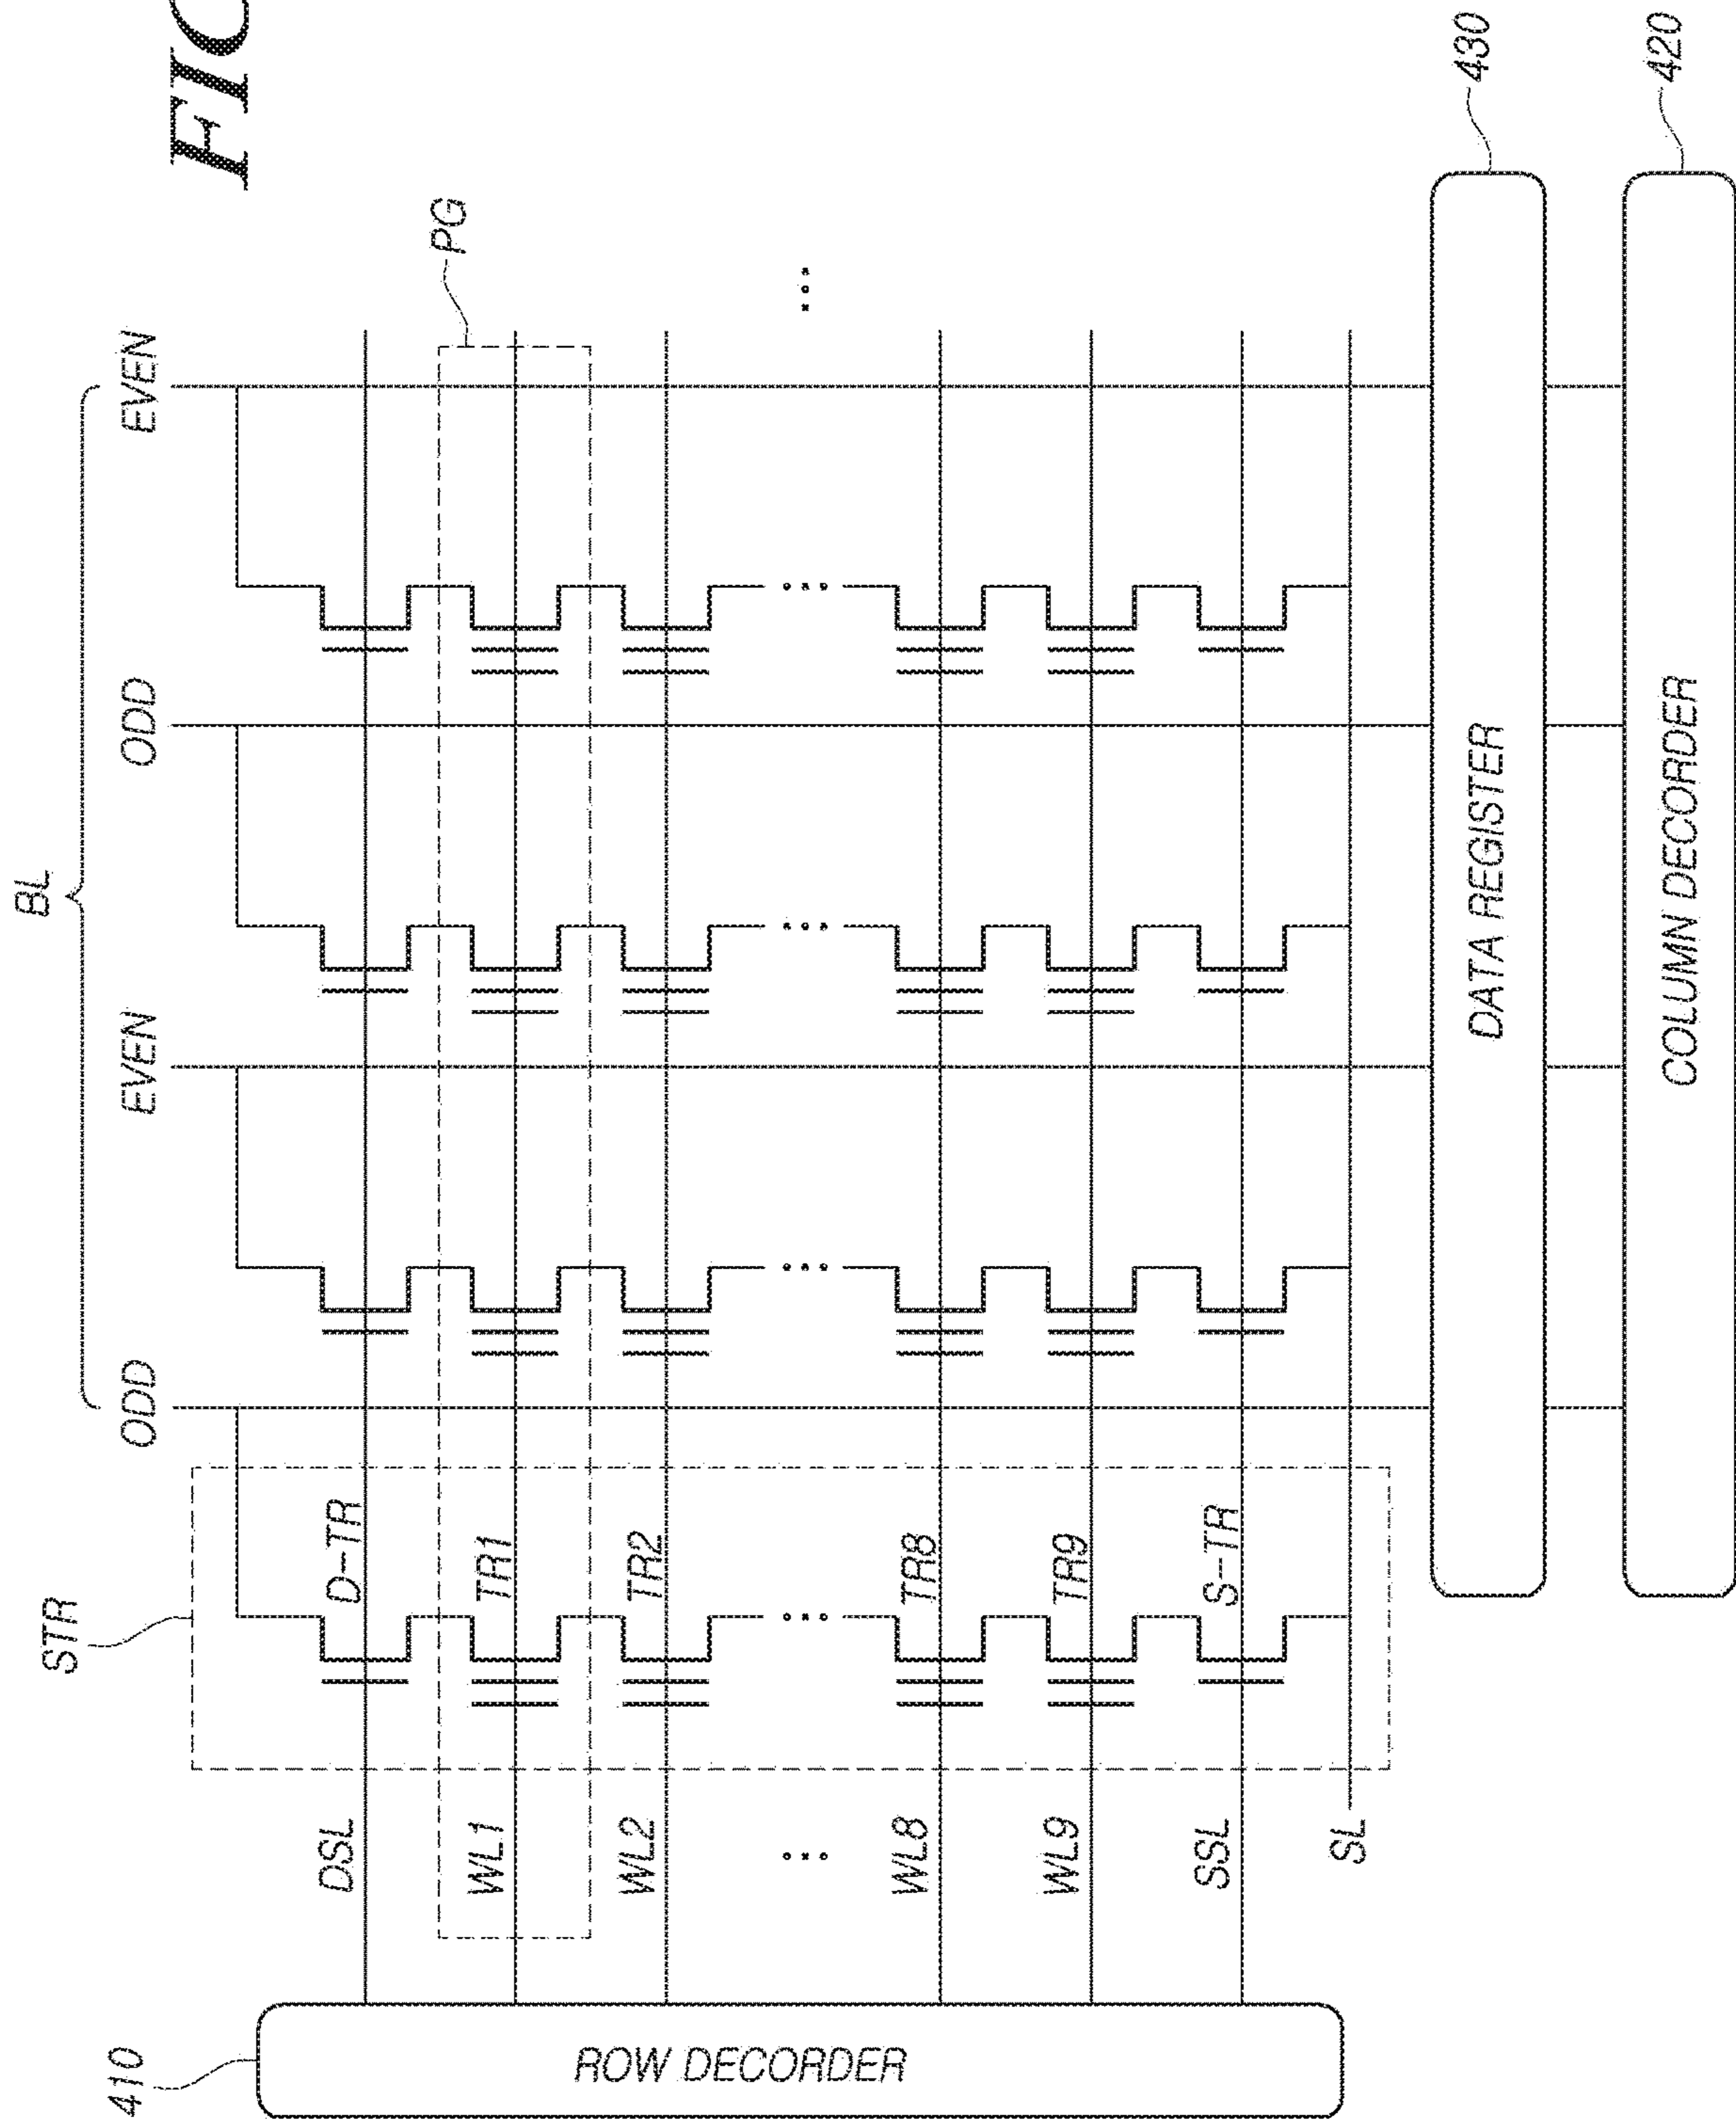 FIG
BL
STR
ODD
EVEN
ODD
EVEN
410
DSL
D-TR
PG
WL1
TR1
WL2
TR2
WL8
TR8
WL9
TR9
SSL
S-TR
SL
ROW DECORDER
DATA REGISTER
430
COLUMN DECORDER
420